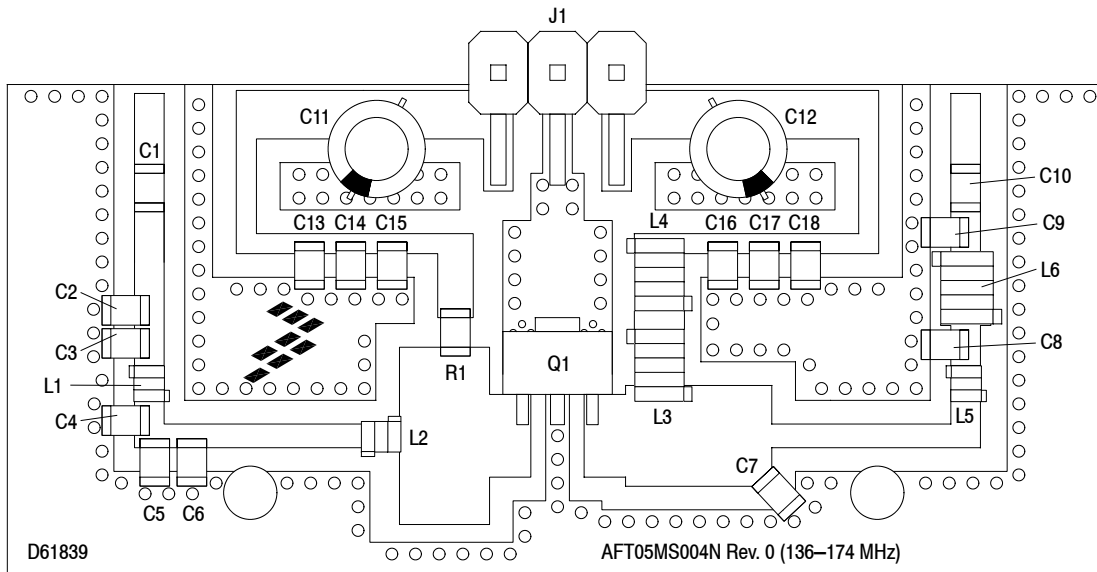 J1
C11
C12
C1
C10
C13 C14 C15
L4
C16 C17 C18
C9
L6
C2
C3
L1
C4
R1
Q1
C8
L3
L5
L2
C7
C5 C6
D61839
AFT05MS004N Rev. 0 (136–174 MHz)